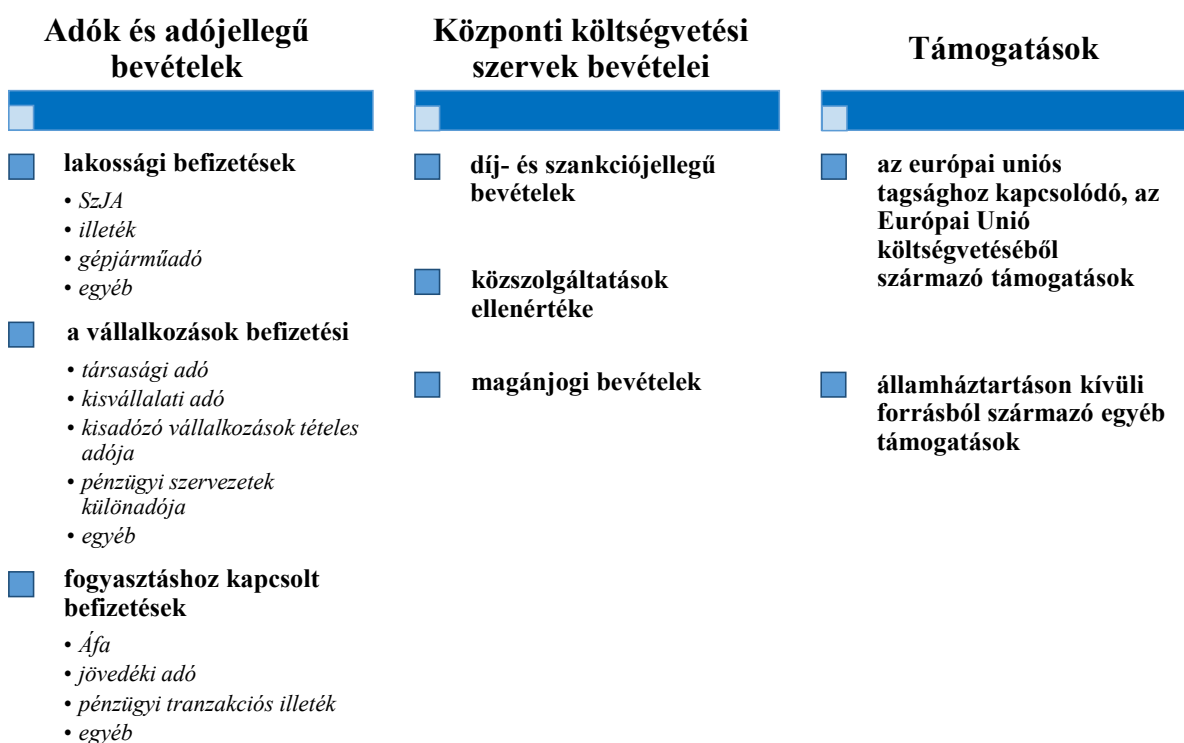 Adók és adójellegű
bevételek
lakossági befizetések
• SzJA
• illeték
• gépjárműadó
• egyéb
a vállalkozások befizetési
• társasági adó
• kisvállalati adó
• kisadózó vállalkozások tételes
adója
• pénzügyi szervezetek
különadója
• egyéb
fogyasztáshoz kapcsolt
befizetések
• Áfa
• jövedéki adó
• pénzügyi tranzakciós illeték
• egyéb
Központi költségvetési
szervek bevételei
díj- és szankciójellegű
bevételek
közszolgáltatások
ellenértéke
magánjogi bevételek
Támogatások
az európai uniós
tagsághoz kapcsolódó, az
Európai Unió
költségvetéséből
származó támogatások
államháztartáson kívüli
forrásból származó egyéb
támogatások